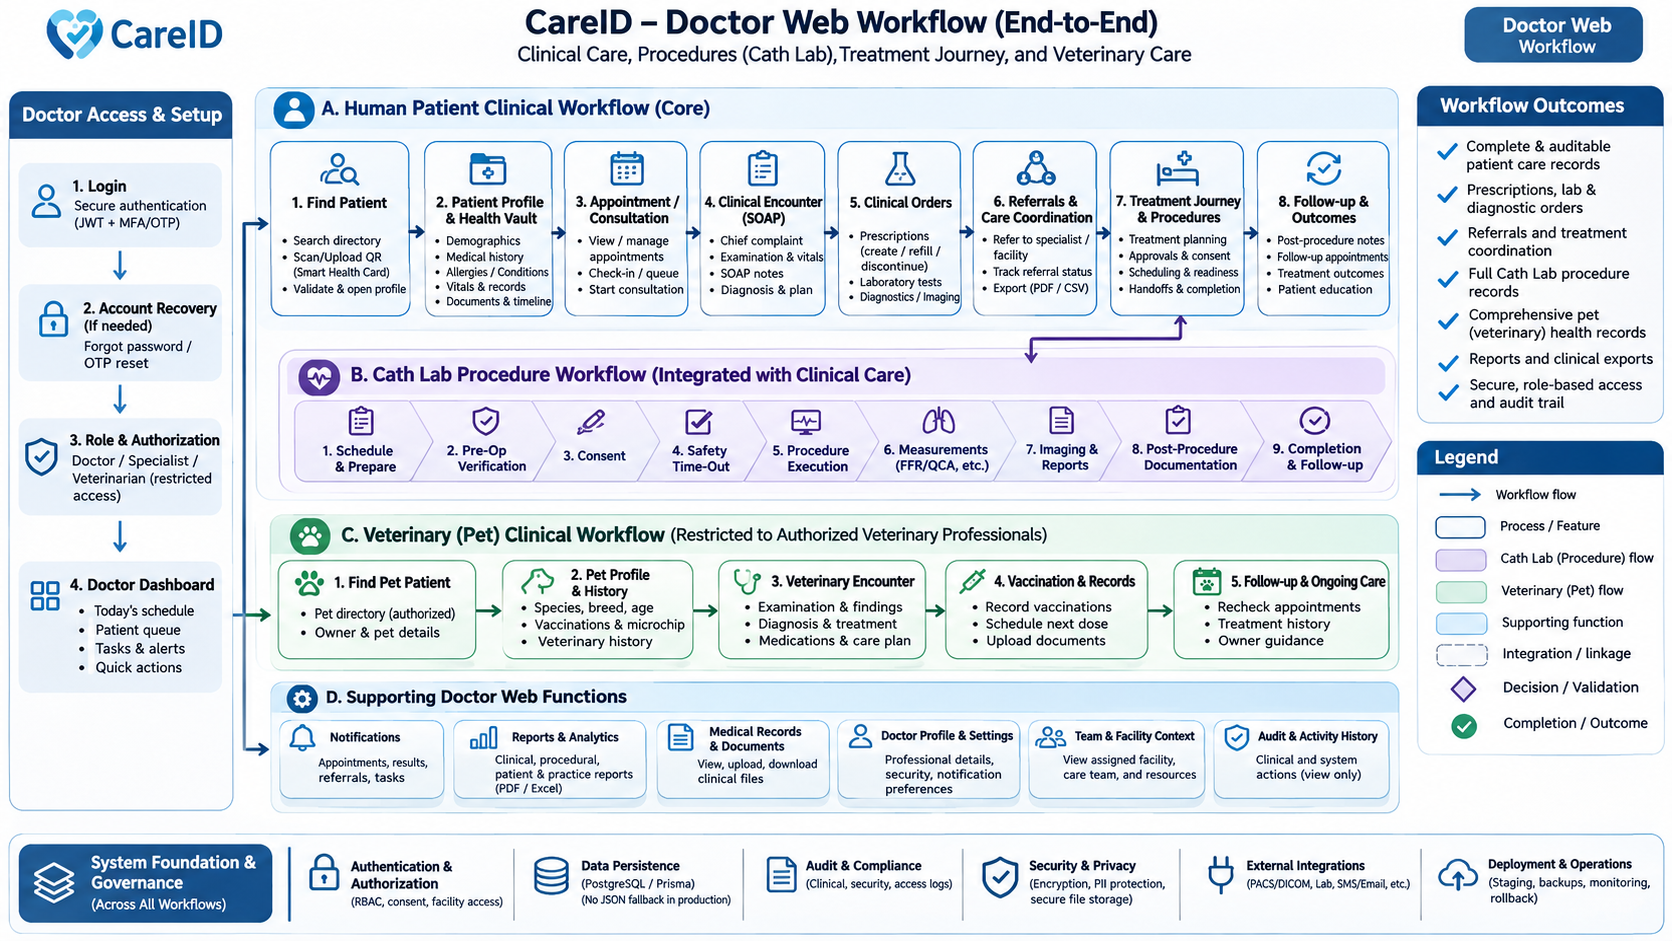 CareID
CareID – Doctor Web Workflow (End-to-End)
Clinical Care, Procedures (Cath Lab), Treatment Journey, and Veterinary Care
Doctor Web
Workflow
Doctor Access & Setup
1. Login
Secure authentication
(JWT + MFA/OTP)
2. Account Recovery
(If needed)
Forgot password /
OTP reset
3. Role & Authorization
Doctor / Specialist /
Veterinarian (restricted
access)
4. Doctor Dashboard
• Today's schedule
• Patient queue
• Tasks & alerts
• Quick actions
A. Human Patient Clinical Workflow (Core)
1. Find Patient
• Search directory
• Scan/Upload QR
(Smart Health Card)
• Validate & open profile
2. Patient Profile
& Health Vault
• Demographics
• Medical history
• Allergies / Conditions
• Vitals & records
• Documents & timeline
3. Appointment /
Consultation
• View / manage
appointments
• Check-in / queue
• Start consultation
4. Clinical Encounter
(SOAP)
• Chief complaint
• Examination & vitals
• SOAP notes
• Diagnosis & plan
5. Clinical Orders
• Prescriptions
(create / refill /
discontinue)
• Laboratory tests
• Diagnostics / Imaging
6. Referrals &
Care Coordination
• Refer to specialist /
facility
• Track referral status
• Export (PDF / CSV)
7. Treatment Journey
& Procedures
• Treatment planning
• Approvals & consent
• Scheduling & readiness
• Handoffs & completion
8. Follow-up &
Outcomes
• Post-procedure notes
• Follow-up appointments
• Treatment outcomes
• Patient education
B. Cath Lab Procedure Workflow (Integrated with Clinical Care)
1. Schedule
& Prepare
2. Pre-Op
Verification
3. Consent
4. Safety
Time-Out
5. Procedure
Execution
6. Measurements
(FFR/QCA, etc.)
7. Imaging &
Reports
8. Post-Procedure
Documentation
9. Completion
& Follow-up
C. Veterinary (Pet) Clinical Workflow (Restricted to Authorized Veterinary Professionals)
1. Find Pet Patient
• Pet directory (authorized)
• Owner & pet details
2. Pet Profile
& History
• Species, breed, age
• Vaccinations & microchip
• Veterinary history
3. Veterinary Encounter
• Examination & findings
• Diagnosis & treatment
• Medications & care plan
4. Vaccination & Records
• Record vaccinations
• Schedule next dose
• Upload documents
5. Follow-up & Ongoing Care
• Recheck appointments
• Treatment history
• Owner guidance
D. Supporting Doctor Web Functions
Notifications
Appointments, results,
referrals, tasks
Reports & Analytics
Clinical, procedural,
patient & practice reports
(PDF / Excel)
Medical Records
& Documents
View, upload, download
clinical files
Doctor Profile & Settings
Professional details,
security, notification
preferences
Team & Facility Context
View assigned facility,
care team, and resources
Audit & Activity History
Clinical and system
actions (view only)
Workflow Outcomes
Complete & auditable
patient care records
Prescriptions, lab &
diagnostic orders
Referrals and treatment
coordination
Full Cath Lab procedure
records
Comprehensive pet
(veterinary) health records
Reports and clinical exports
Secure, role-based access
and audit trail
Legend
Workflow flow
Process / Feature
Cath Lab (Procedure) flow
Veterinary (Pet) flow
Supporting function
Integration / linkage
Decision / Validation
Completion / Outcome
System Foundation &
Governance
(Across All Workflows)
Authentication &
Authorization
(RBAC, consent, facility access)
Data Persistence
(PostgreSQL / Prisma)
(No JSON fallback in production)
Audit & Compliance
(Clinical, security, access logs)
Security & Privacy
(Encryption, PII protection,
secure file storage)
External Integrations
(PACS/DICOM, Lab, SMS/Email, etc.)
Deployment & Operations
(Staging, backups, monitoring,
rollback)